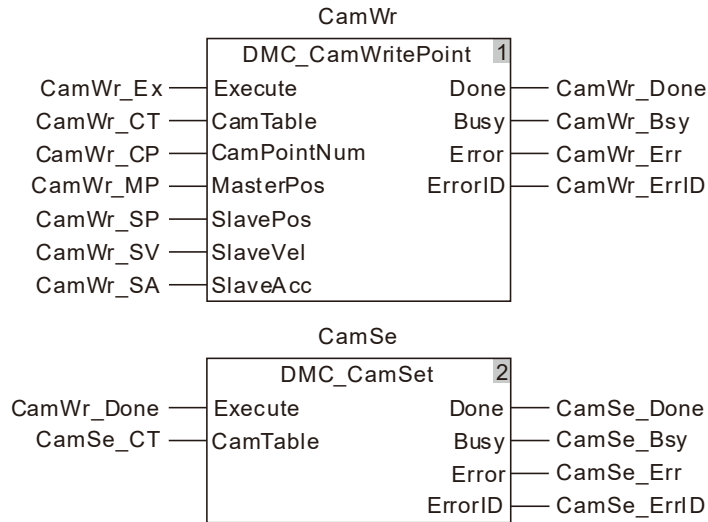 CamWr
DMC_CamWritePoint 1
CamWr_Ex Execute Done CamWr_Done
CamWr_CT CamTable Busy CamWr_Bsy
CamWr_CP CamPointNum Error CamWr_Err
CamWr_MP MasterPos ErrorID CamWr_ErrID
CamWr_SP SlavePos
CamWr_SV SlaveVel
CamWr_SA SlaveAcc
CamSe
DMC_CamSet 2
CamWr_Done Execute Done CamSe_Done
CamSe_CT CamTable Busy CamSe_Bsy
Error CamSe_Err
ErrorID CamSe_ErrID